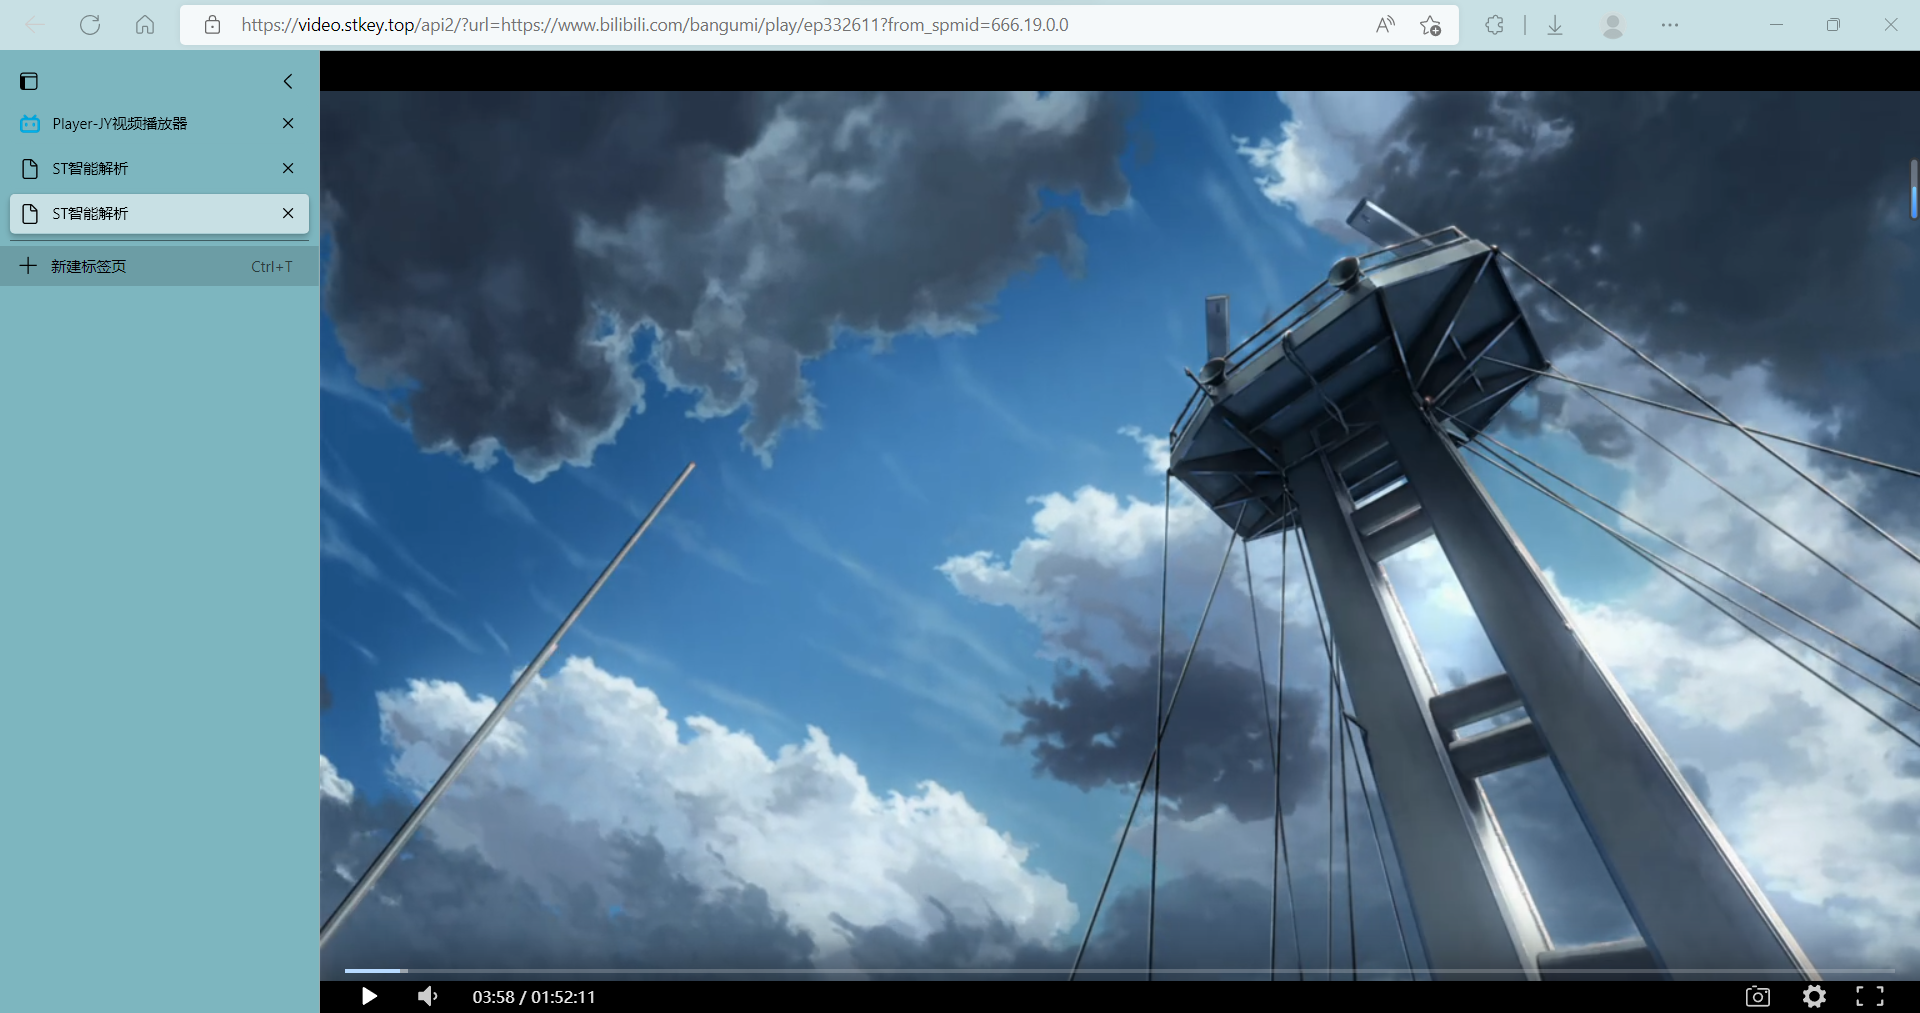 https://video.stkey.top/api2/?url=https://www.bilibili.com/bangumi/play/ep332611?from_spmid=666.19.0.0
Player-JY视频播放器
ST智能解析
ST智能解析
新建标签页 Ctrl+T
03:58 / 01:52:11